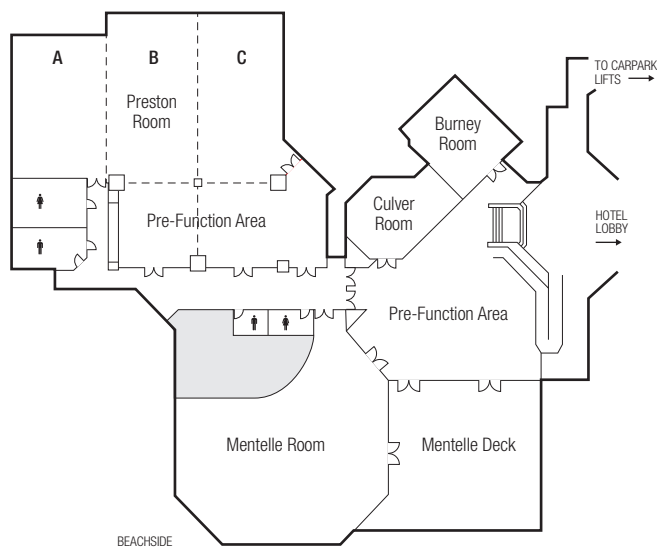 A
B
C
Preston
Room
TO CARPARK
LIFTS
Burney
Room
Culver
Room
Pre-Function Area
HOTEL
LOBBY
Pre-Function Area
Mentelle Room
Mentelle Deck
BEACHSIDE